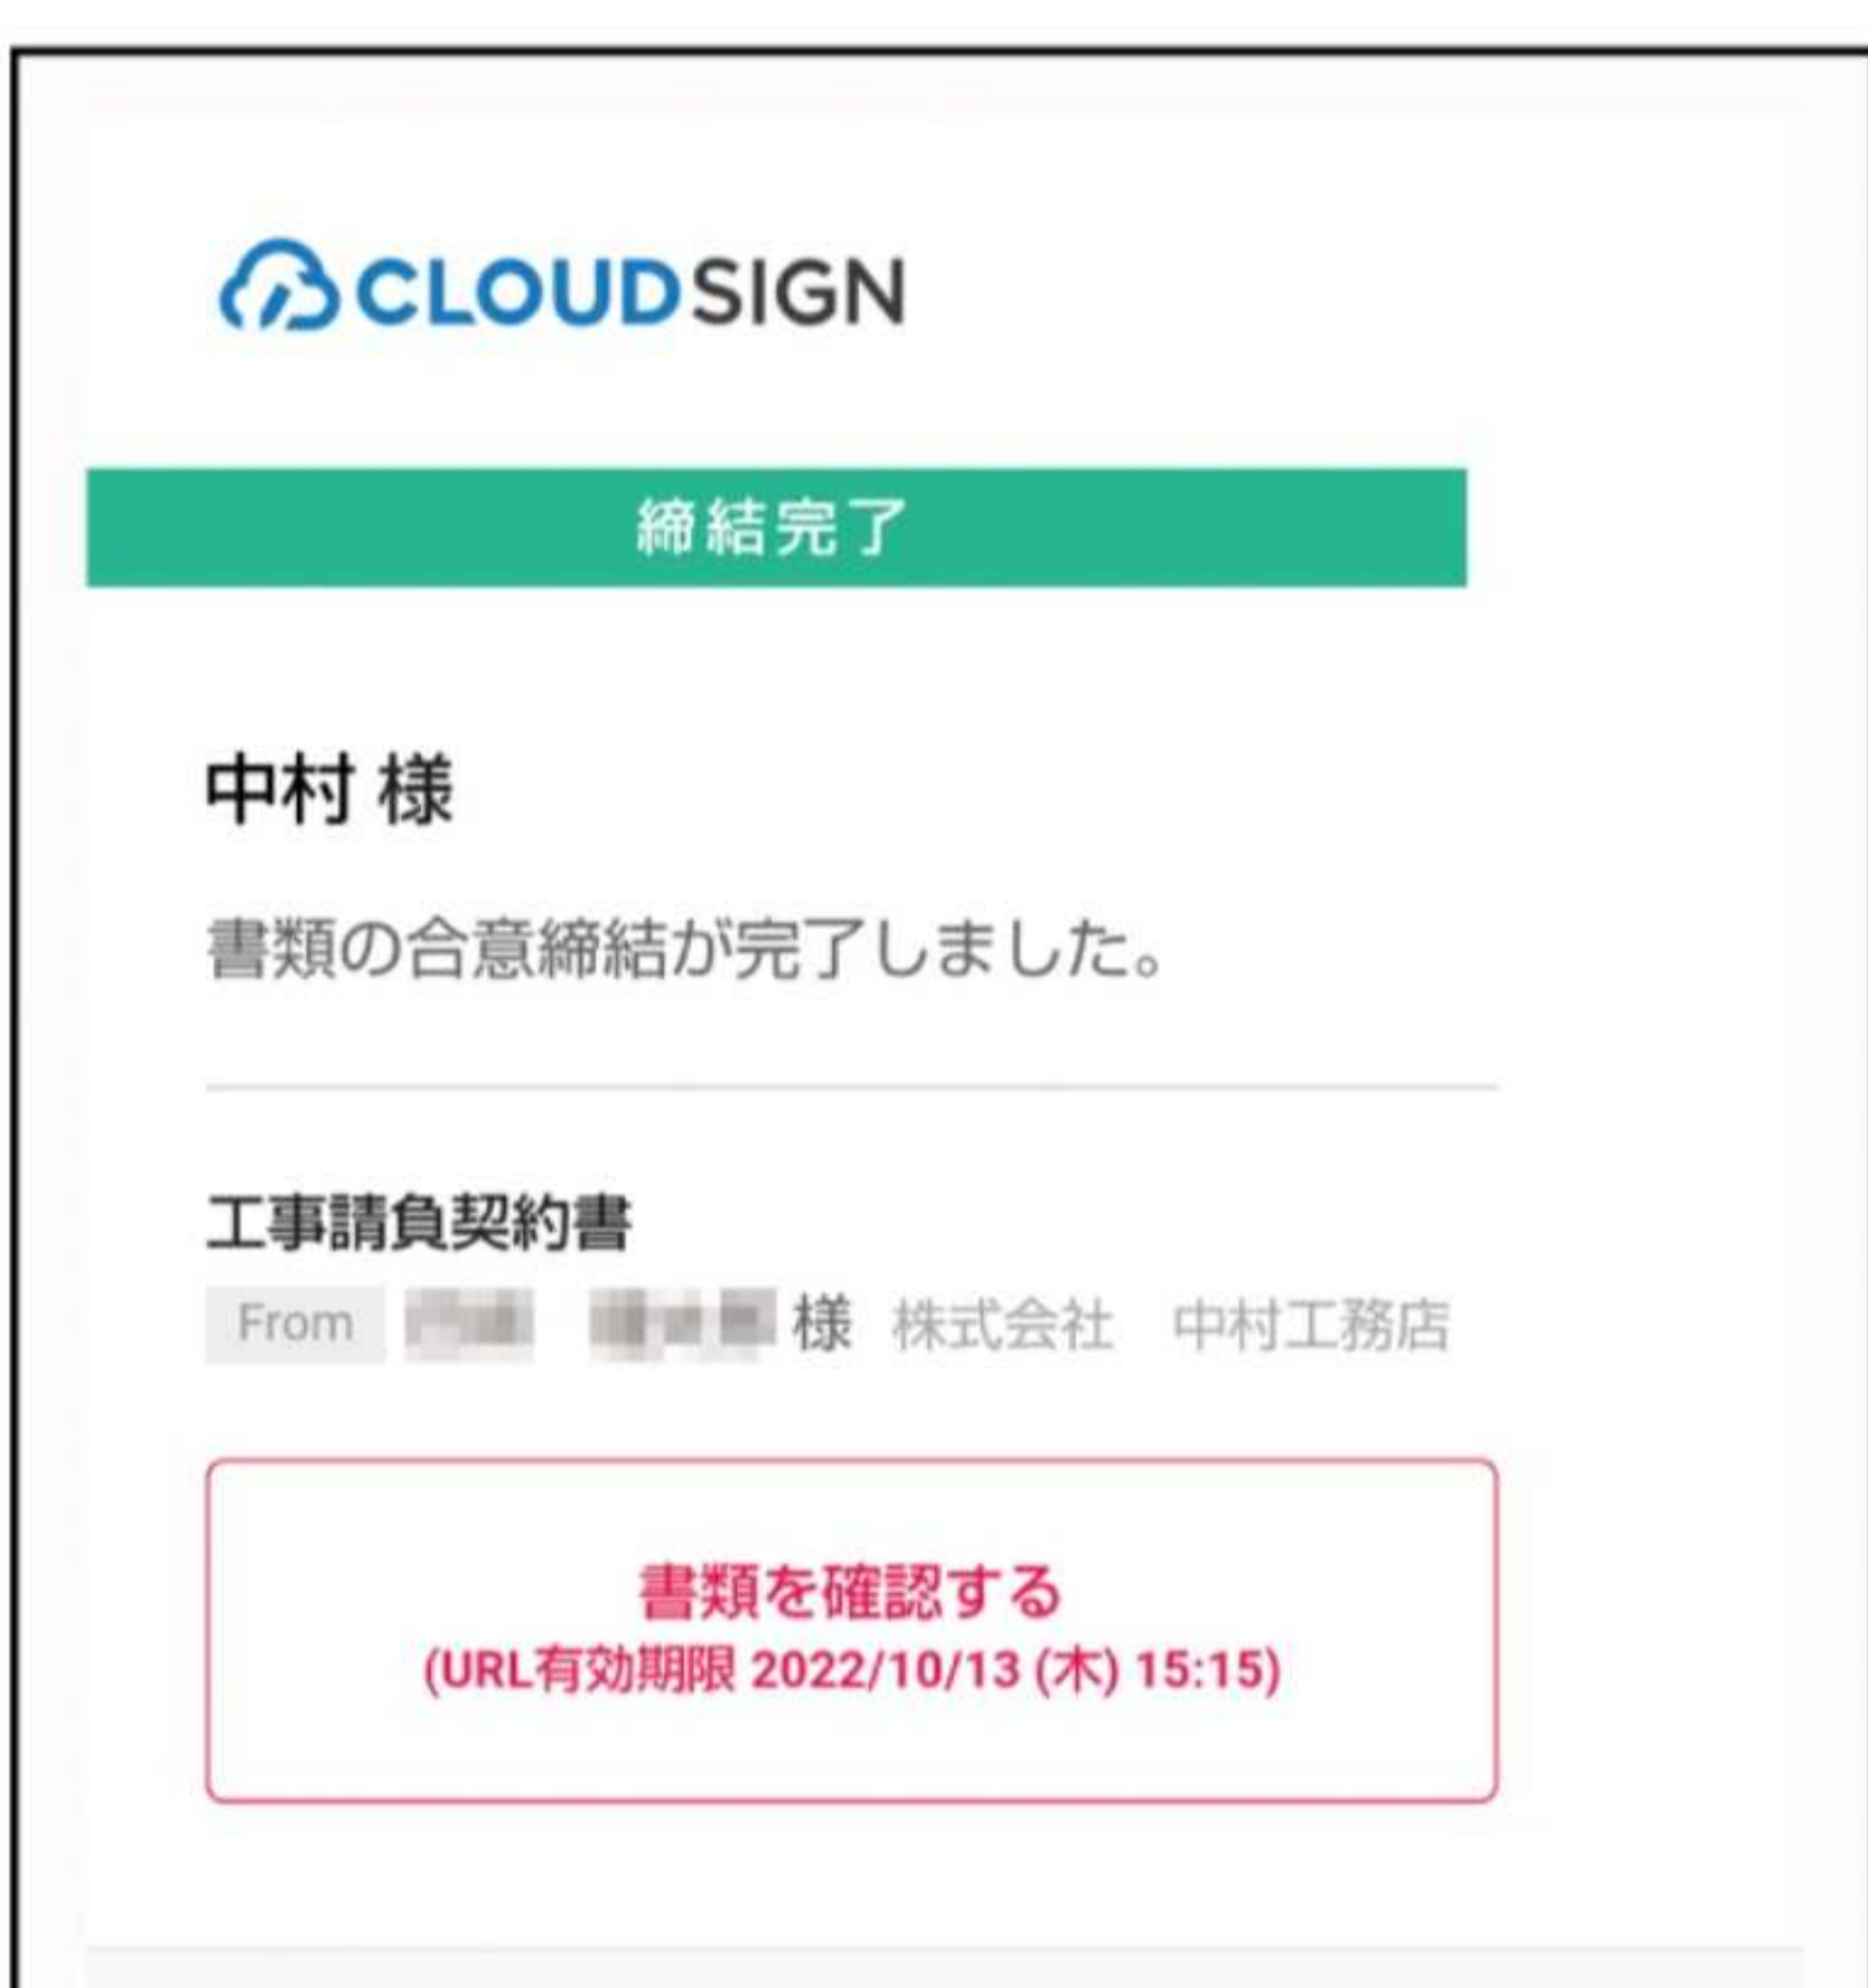 CLOUDSIGN
締結完了
中村 様
書類の合意締結が完了しました。
工事請負契約書
From 様 株式会社 中村工務店
書類を確認する
(URL有効期限 2022/10/13 (木) 15:15)